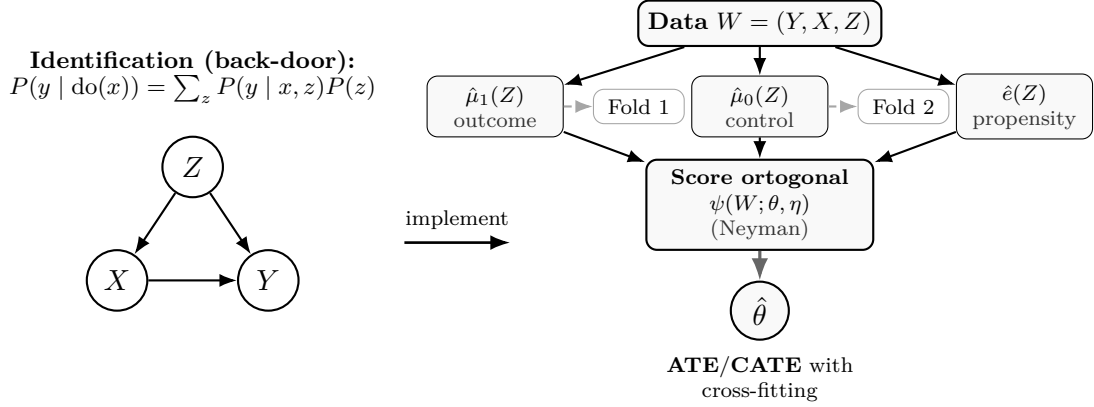 Identification (back-door):
P(y | do(x)) = ∑_z P(y | x, z)P(z)
Z
X
Y
implement
Data W = (Y, X, Z)
μ̂₁(Z)
outcome
Fold 1
μ̂₀(Z)
control
Fold 2
ê(Z)
propensity
Score ortogonal
ψ(W; θ, η)
(Neyman)
θ̂
ATE/CATE with
cross-fitting